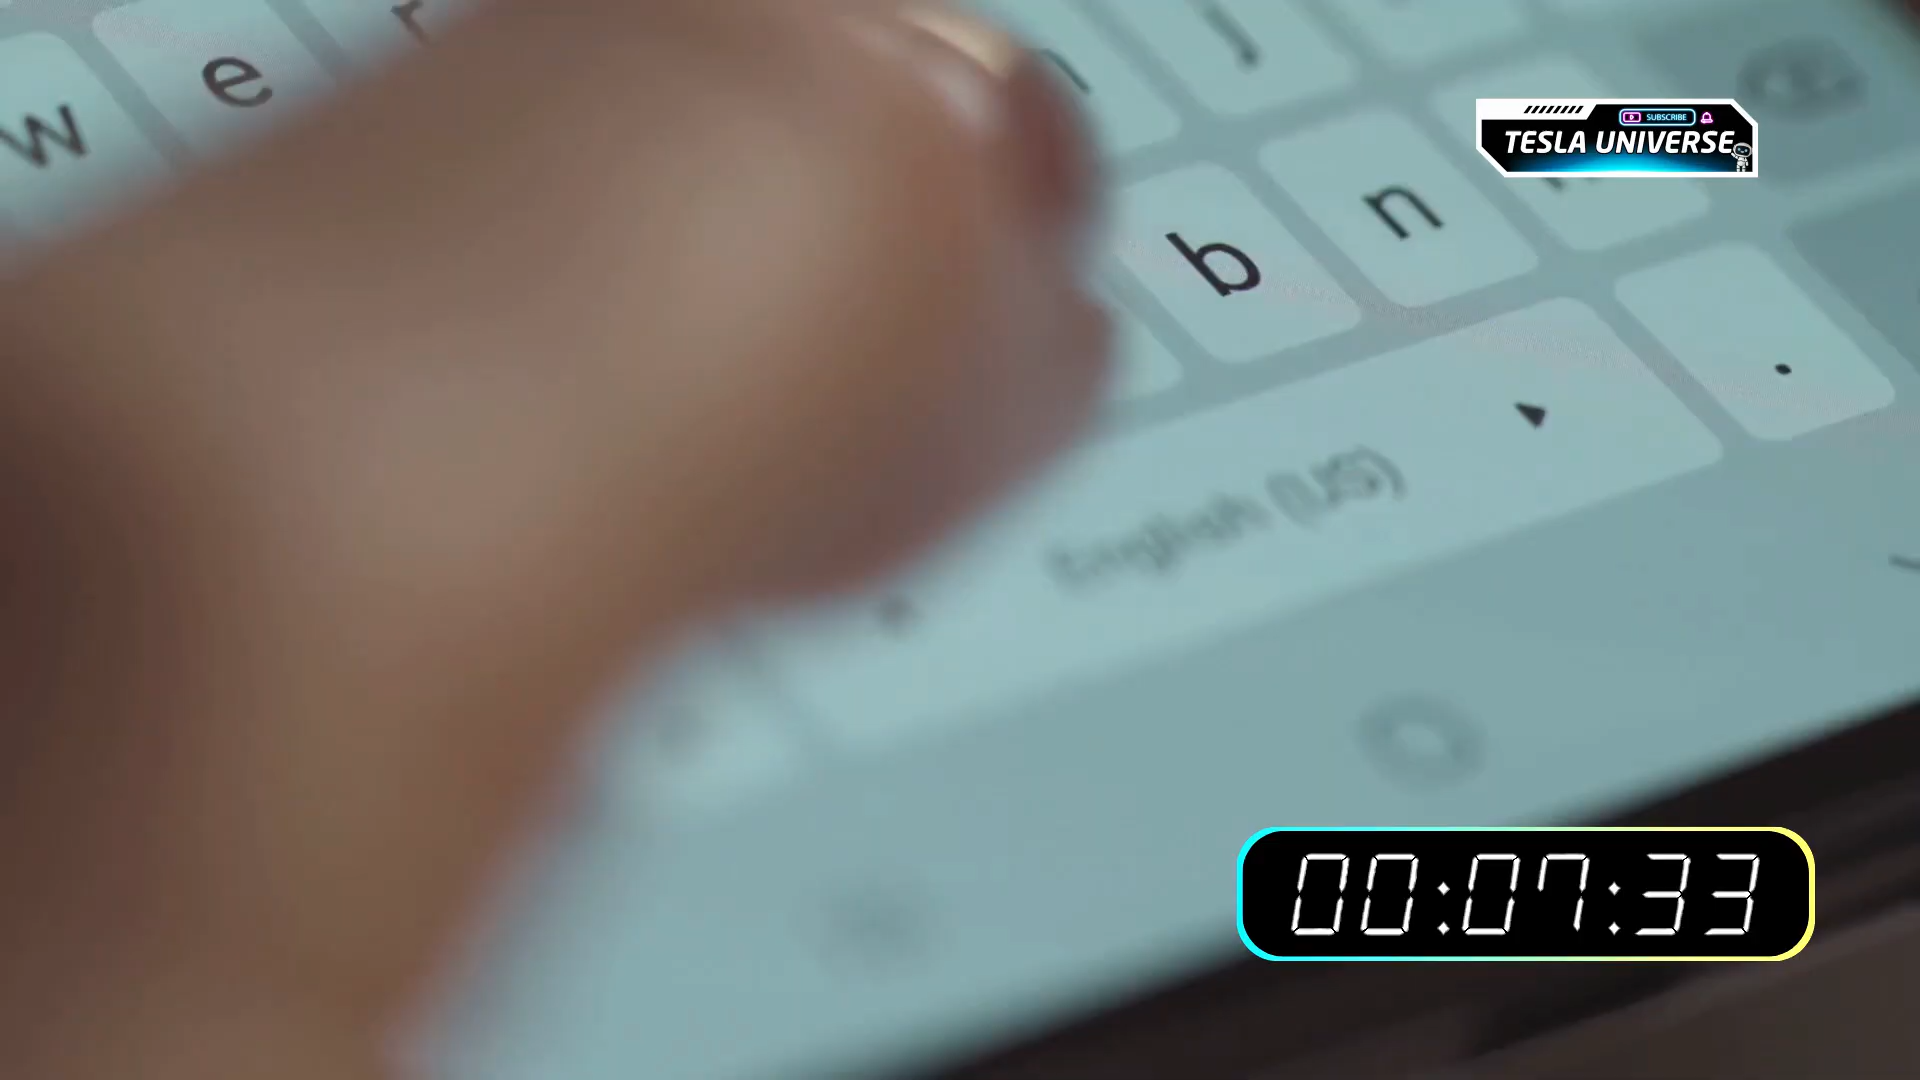 w e r
SUBSCRIBE
TESLA UNIVERSE
b n
.
English (US)
00:07:33